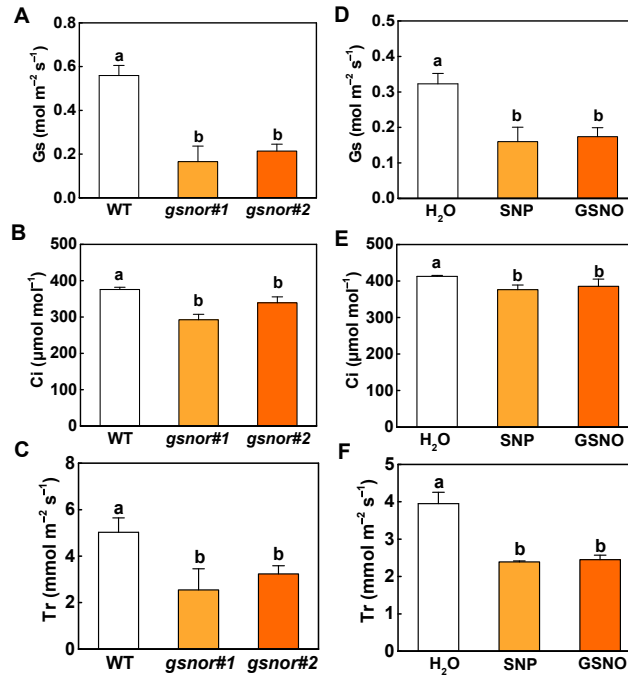 A
Gs (mol m⁻² s⁻¹)
0.6
0.4
0.2
0.0
a
b
b
WT
gsnor#1
gsnor#2
D
Gs (mol m⁻² s⁻¹)
0.5
0.4
0.3
0.2
0.1
0.0
a
b
b
H₂O
SNP
GSNO
B
Ci (μmol mol⁻¹)
500
400
300
200
100
0
a
b
b
WT
gsnor#1
gsnor#2
E
Ci (μmol mol⁻¹)
500
400
300
200
100
0
a
b
b
H₂O
SNP
GSNO
C
Tr (mmol m⁻² s⁻¹)
8
6
4
2
0
a
b
b
WT
gsnor#1
gsnor#2
F
Tr (mmol m⁻² s⁻¹)
5
4
3
2
1
0
a
b
b
H₂O
SNP
GSNO